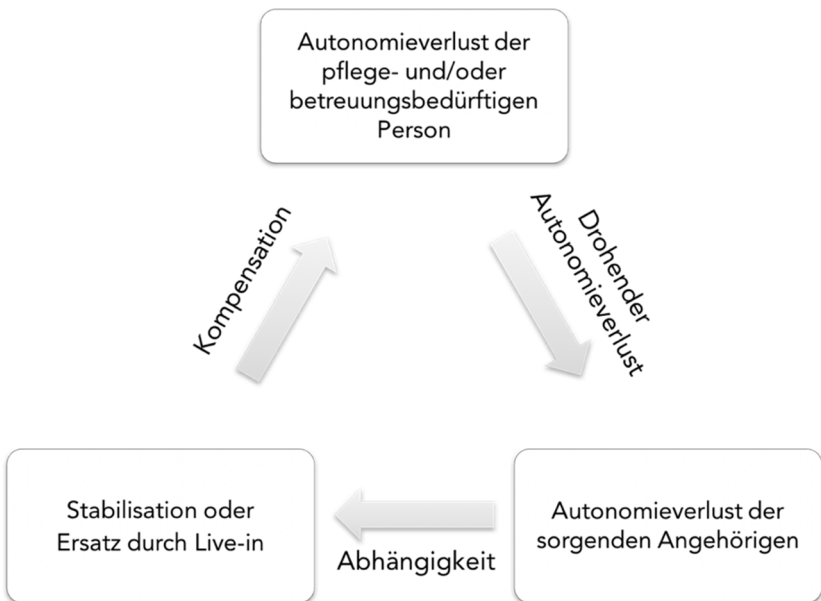 Autonomieverlust der
pflege- und/oder
betreuungsbedürftigen
Person
Kompensation
Drohender
Autonomieverlust
Stabilisation oder
Ersatz durch Live-in
Abhängigkeit
Autonomieverlust der
sorgenden Angehörigen